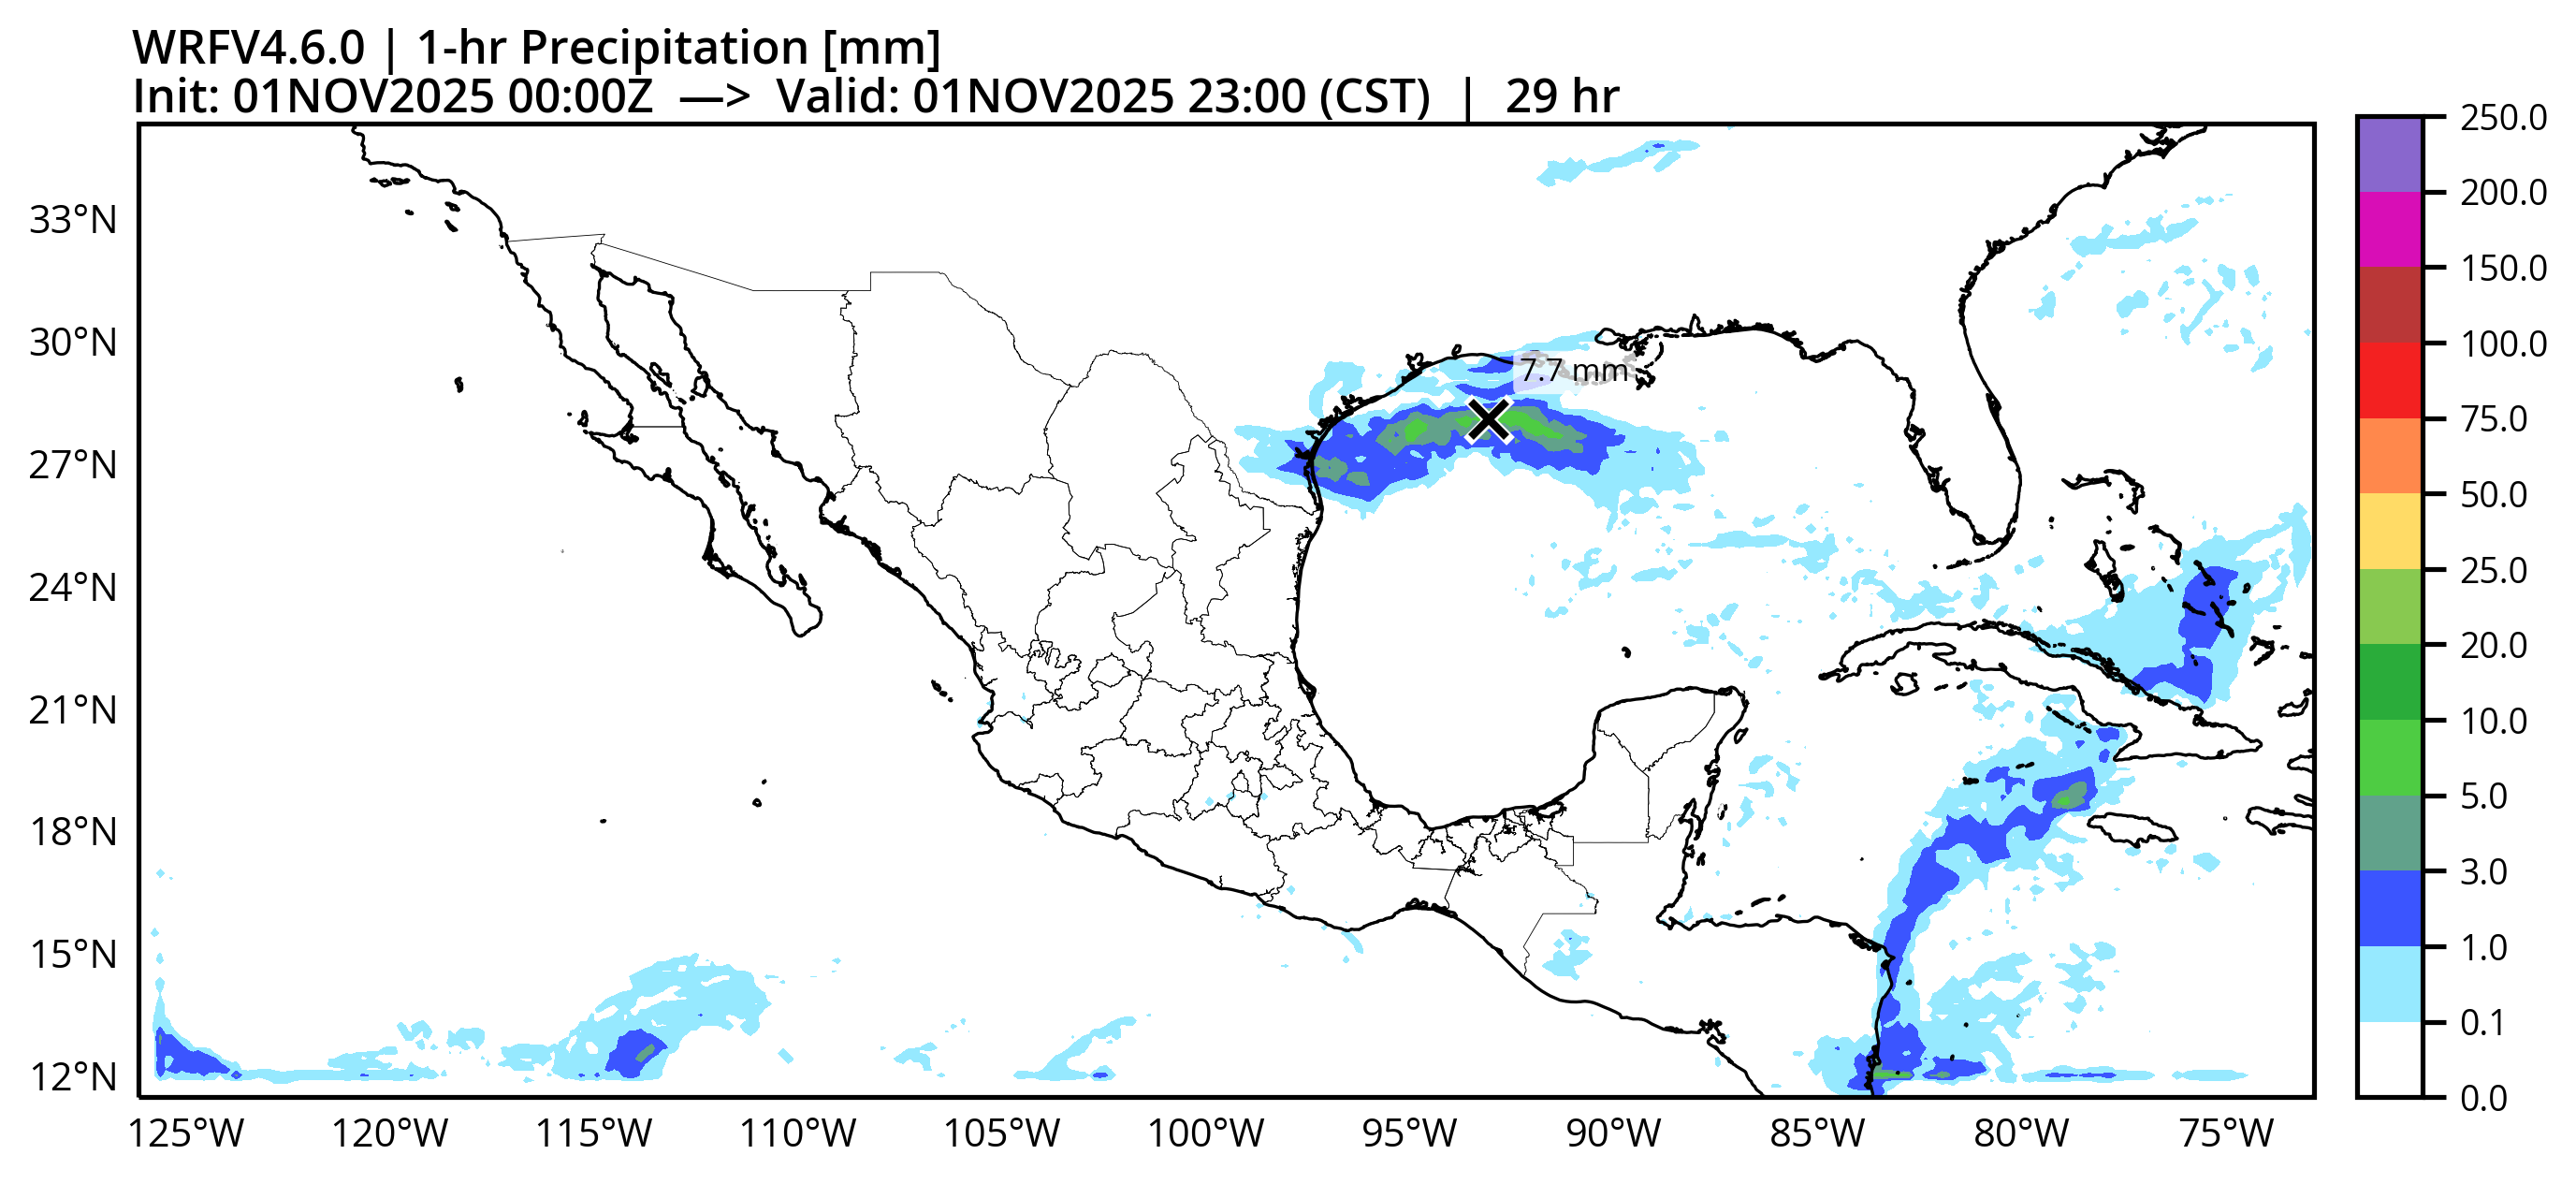 WRFV4.6.0 | 1-hr Precipitation [mm]
Init: 01NOV2025 00:00Z —> Valid: 01NOV2025 23:00 (CST) | 29 hr
33°N
30°N
27°N
24°N
21°N
18°N
15°N
12°N
7.7 mm
125°W 120°W 115°W 110°W 105°W 100°W 95°W 90°W 85°W 80°W 75°W
250.0
200.0
150.0
100.0
75.0
50.0
25.0
20.0
10.0
5.0
3.0
1.0
0.1
0.0